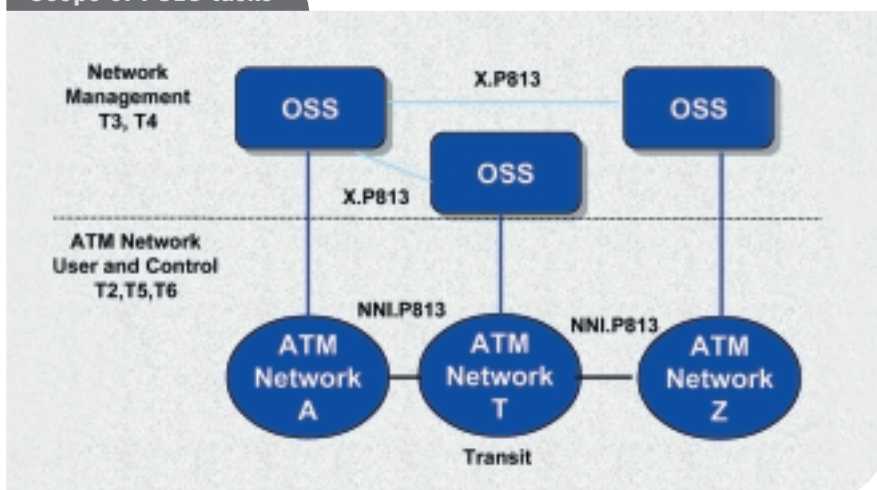 Network
Management
T3, T4
OSS
X.P813
OSS
OSS
X.P813
ATM Network
User and Control
T2,T5,T6
NNI.P813
NNI.P813
ATM
Network
A
ATM
Network
T
ATM
Network
Z
Transit